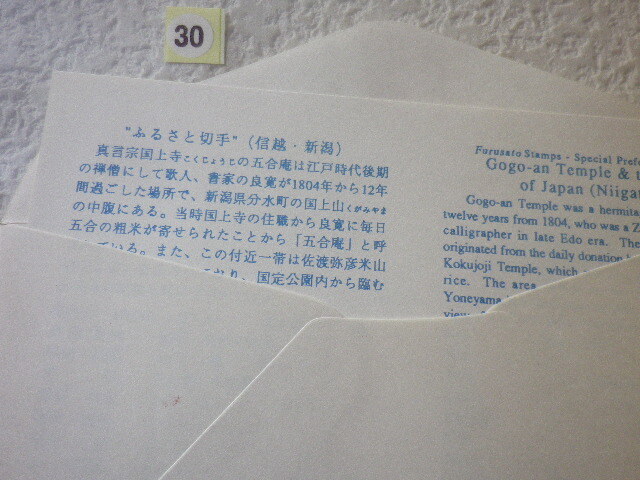 30
"ふるさと切手"(信越・新潟)
真言宗国上寺こくじょうじの五合庵は江戸時代後期
の禅僧にして歌人、書家の良寛が1804年から12年
間過ごした場所で、新潟県分水町の国上山くがみやま
の中腹にある。当時国上寺の住職から良寛に毎日
五合の粗米が寄せられたことから「五合庵」と呼
ている。また、この付近一帯は佐渡弥彦米山
おり、国定公園内から臨む
Furusato Stamps - Special Pref
Gogo-an Temple & t
of Japan (Niigat
Gogo-an Temple was a hermit
twelve years from 1804, who was a Z
calligrapher in late Edo era. The
originated from the daily donation
Kokujoji Temple, which
rice. The area
Yoneyama
view